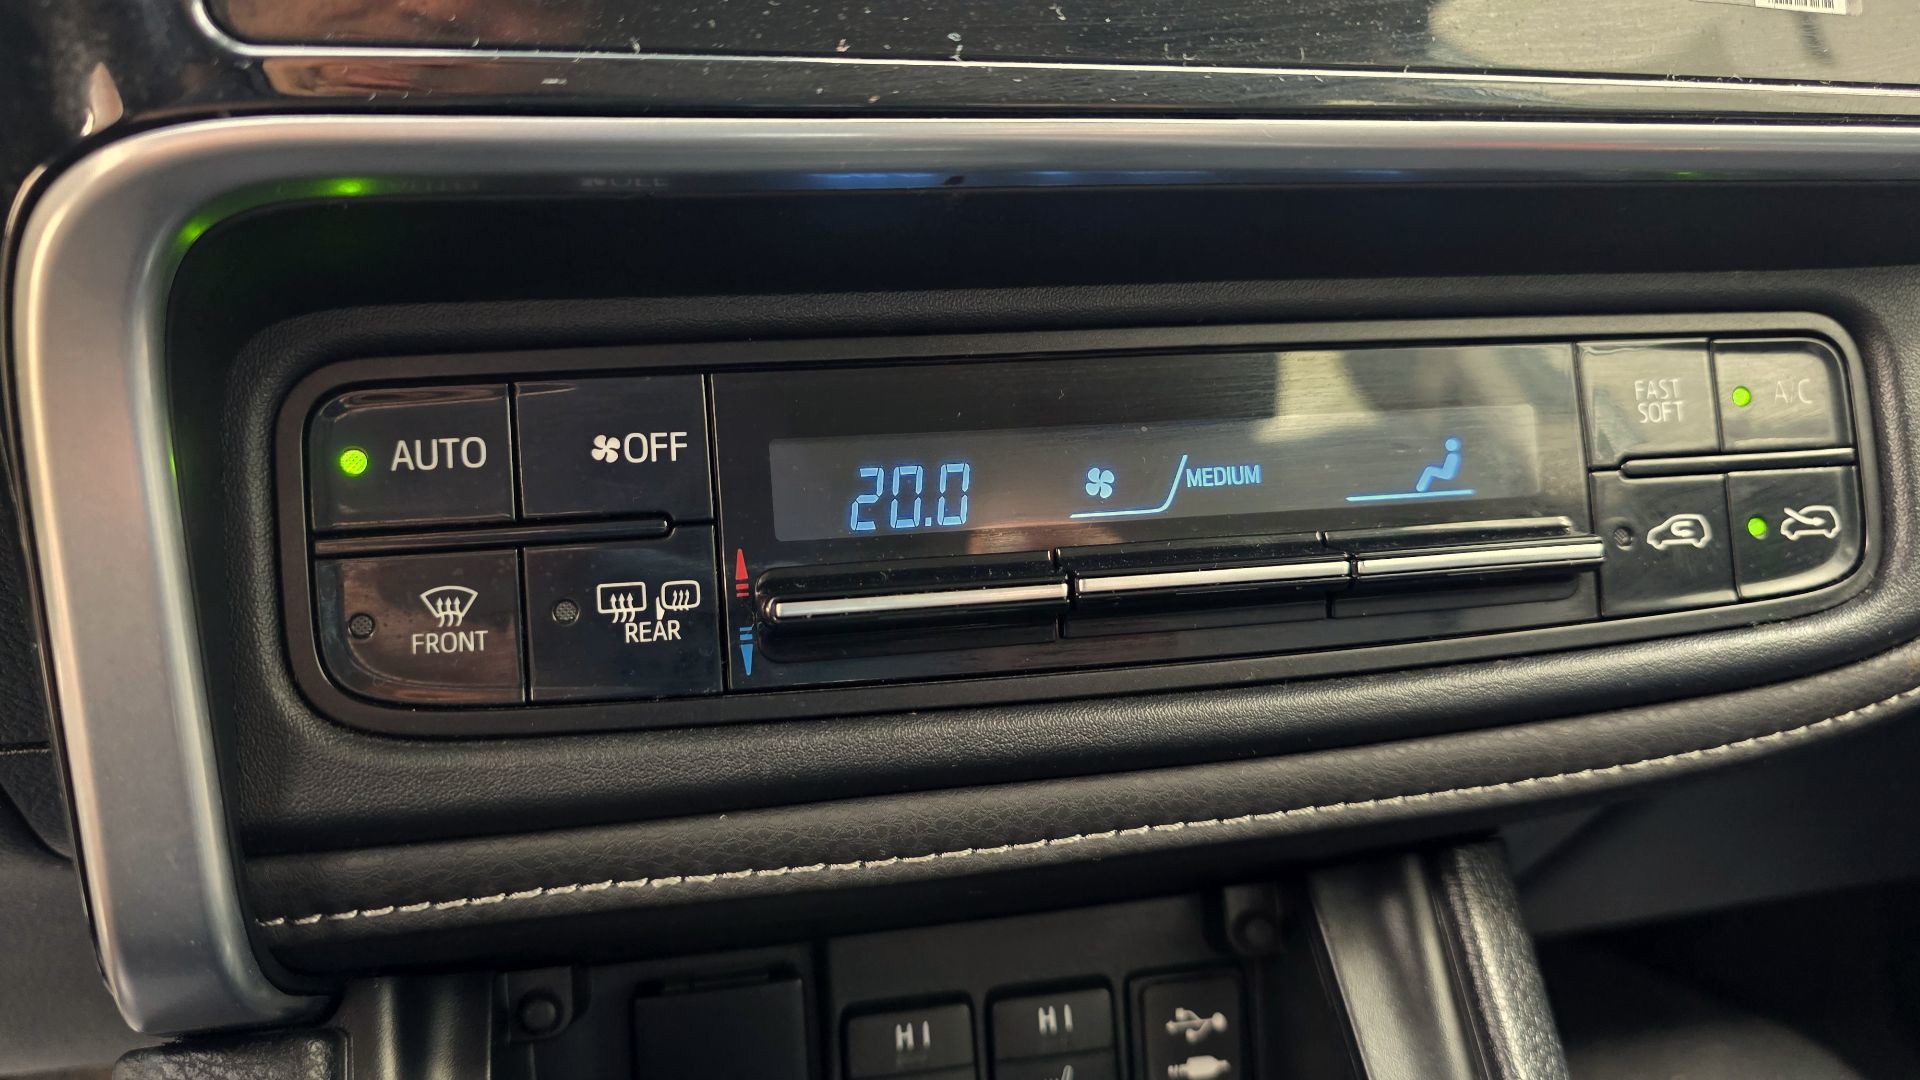 AUTO
OFF
20.0
MEDIUM
FAST
SOFT
A/C
FRONT
REAR
HI
HI